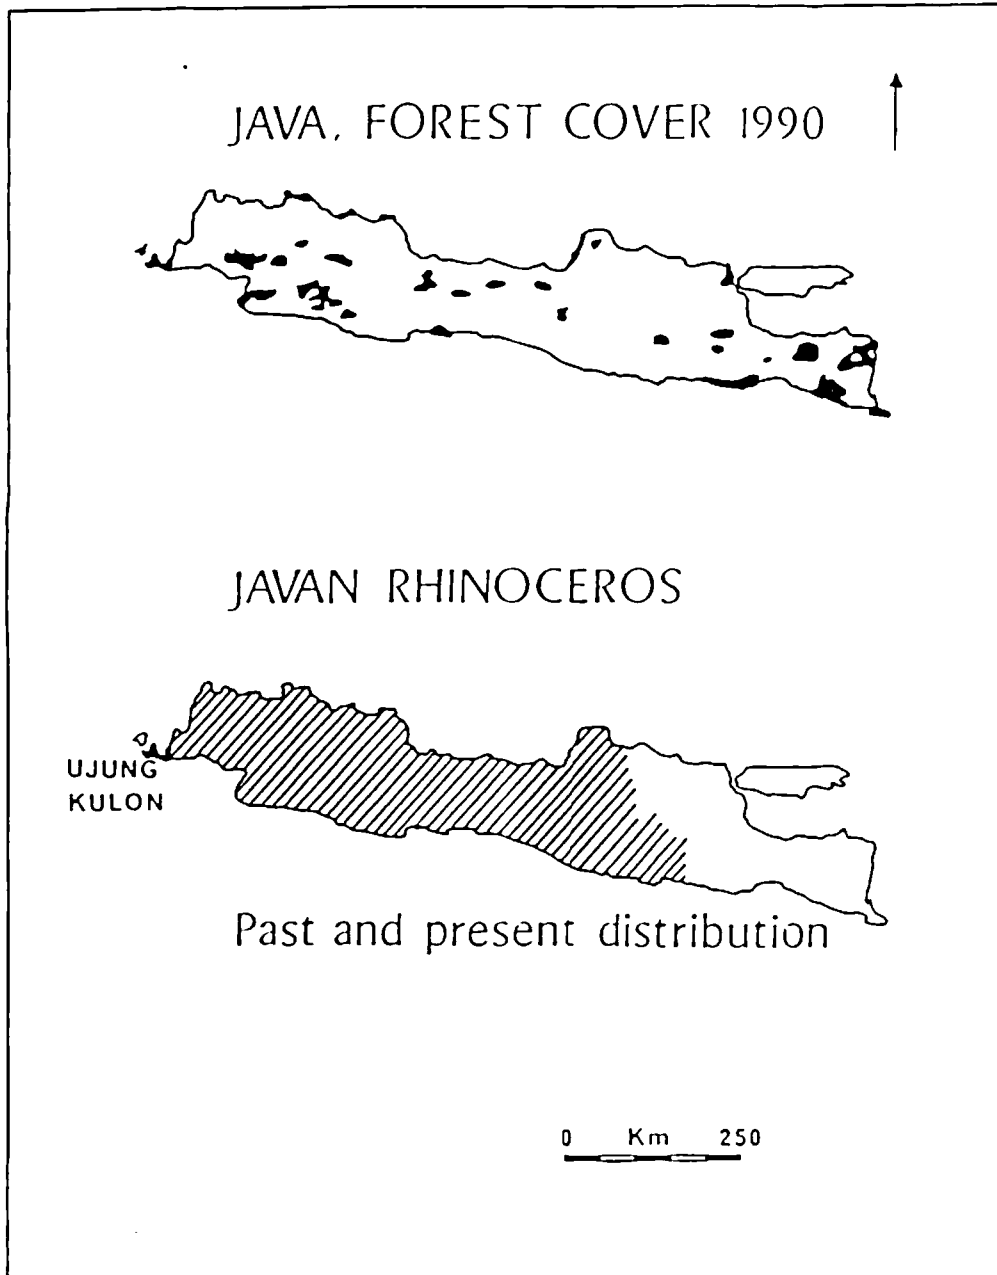 JAVA, FOREST COVER 1990
JAVAN RHINOCEROS
UJUNG
KULON
Past and present distribution
0 Km 250